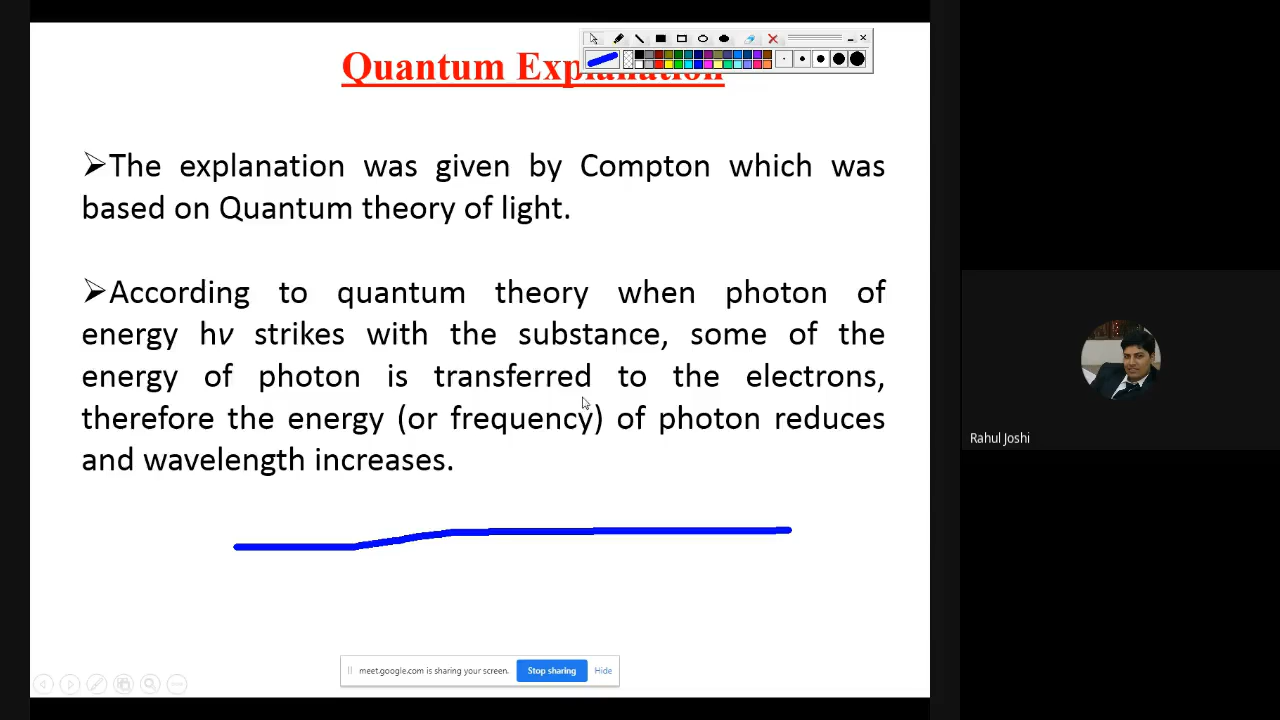 Quantum Explanation
➢The explanation was given by Compton which was
based on Quantum theory of light.
➢According to quantum theory when photon of
energy hv strikes with the substance, some of the
energy of photon is transferred to the electrons,
therefore the energy (or frequency) of photon reduces
and wavelength increases.
Rahul Joshi
meet.google.com is sharing your screen. Stop sharing Hide